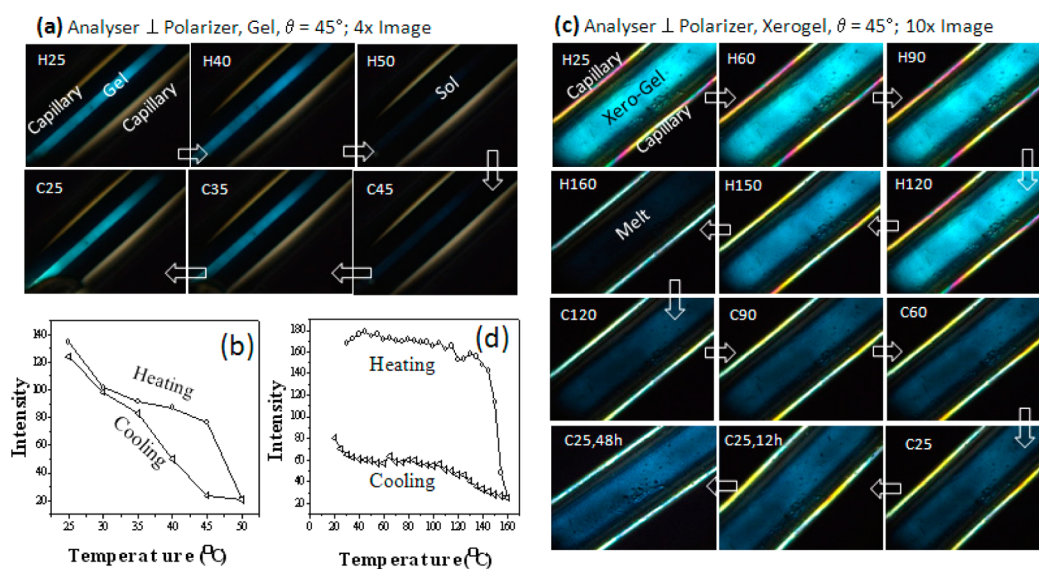 (a) Analyser ⊥ Polarizer, Gel, θ = 45°; 4x Image
H25
Capillary
Gel
Capillary
H40
H50
Sol
C25
C35
C45
(b)
Intensity
140
120
100
80
60
40
20
Heating
Cooling
25 30 35 40 45 50
Temperature (⁰C)
(d)
Intensity
180
160
140
120
100
80
60
40
20
Heating
Cooling
0 20 40 60 80 100 120 140 160
Temperature (⁰C)
(c) Analyser ⊥ Polarizer, Xerogel, θ = 45°; 10x Image
H25
Capillary
Xero-Gel
Capillary
H60
H90
H160
Melt
H150
H120
C120
C90
C60
C25,48h
C25,12h
C25